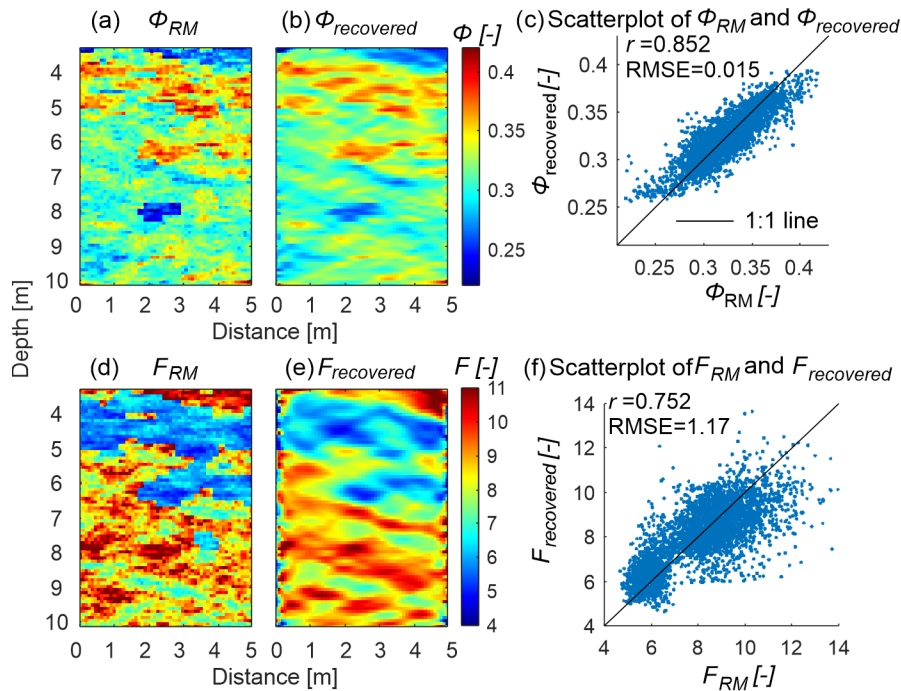 (a) Φ_RM
(b) Φ_recovered
Φ [-]
4
5
6
7
8
9
10
0 1 2 3 4 5
0 1 2 3 4 5
0.4
0.35
0.3
0.25
Distance [m]
Depth [m]
(c) Scatterplot of Φ_RM and Φ_recovered
r=0.852
RMSE=0.015
0.4
0.35
0.3
0.25
Φ_recovered [-]
1:1 line
0.25 0.3 0.35 0.4
Φ_RM [-]
(d) F_RM
(e) F_recovered
F [-]
4
5
6
7
8
9
10
0 1 2 3 4 5
0 1 2 3 4 5
11
10
9
8
7
6
5
4
Distance [m]
(f) Scatterplot of F_RM and F_recovered
r=0.752
RMSE=1.17
14
12
10
8
6
4
F_recovered [-]
4 6 8 10 12 14
F_RM [-]